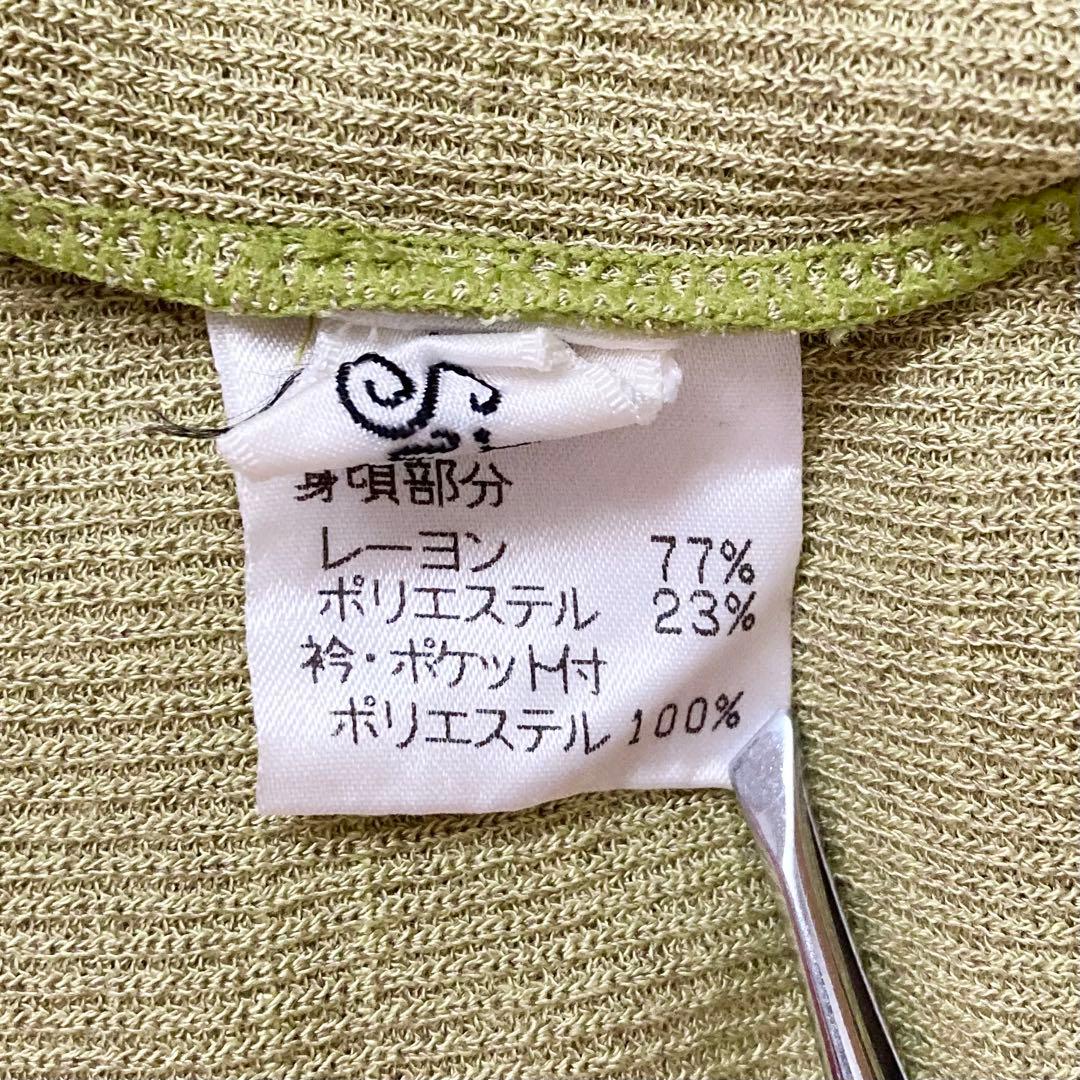 身頃部分
レーヨン 77%
ポリエステル 23%
衿・ポケット付
ポリエステル 100%